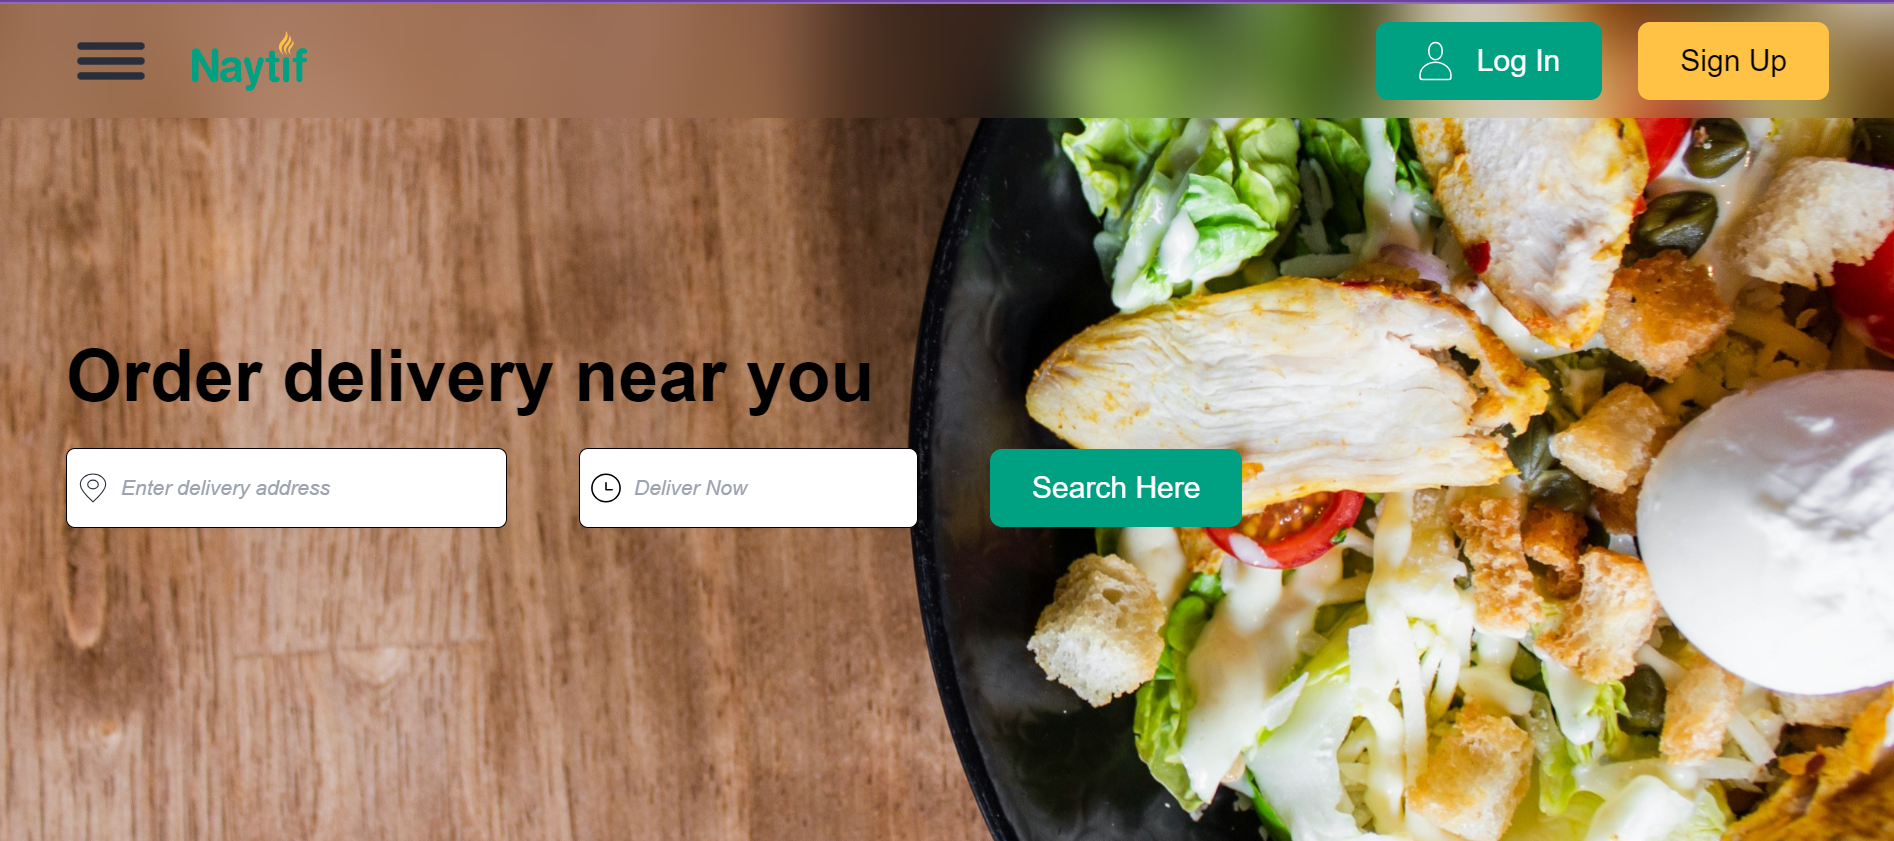 Naytif
Log In
Sign Up
Order delivery near you
Enter delivery address
Deliver Now
Search Here